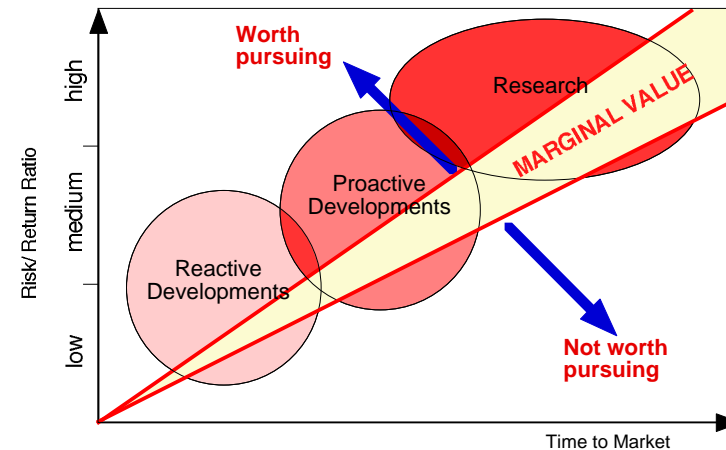 Worth
pursuing
Research
MARGINAL VALUE
Proactive
Developments
Reactive
Developments
Not worth
pursuing
Risk/ Return Ratio
high
medium
low
Time to Market